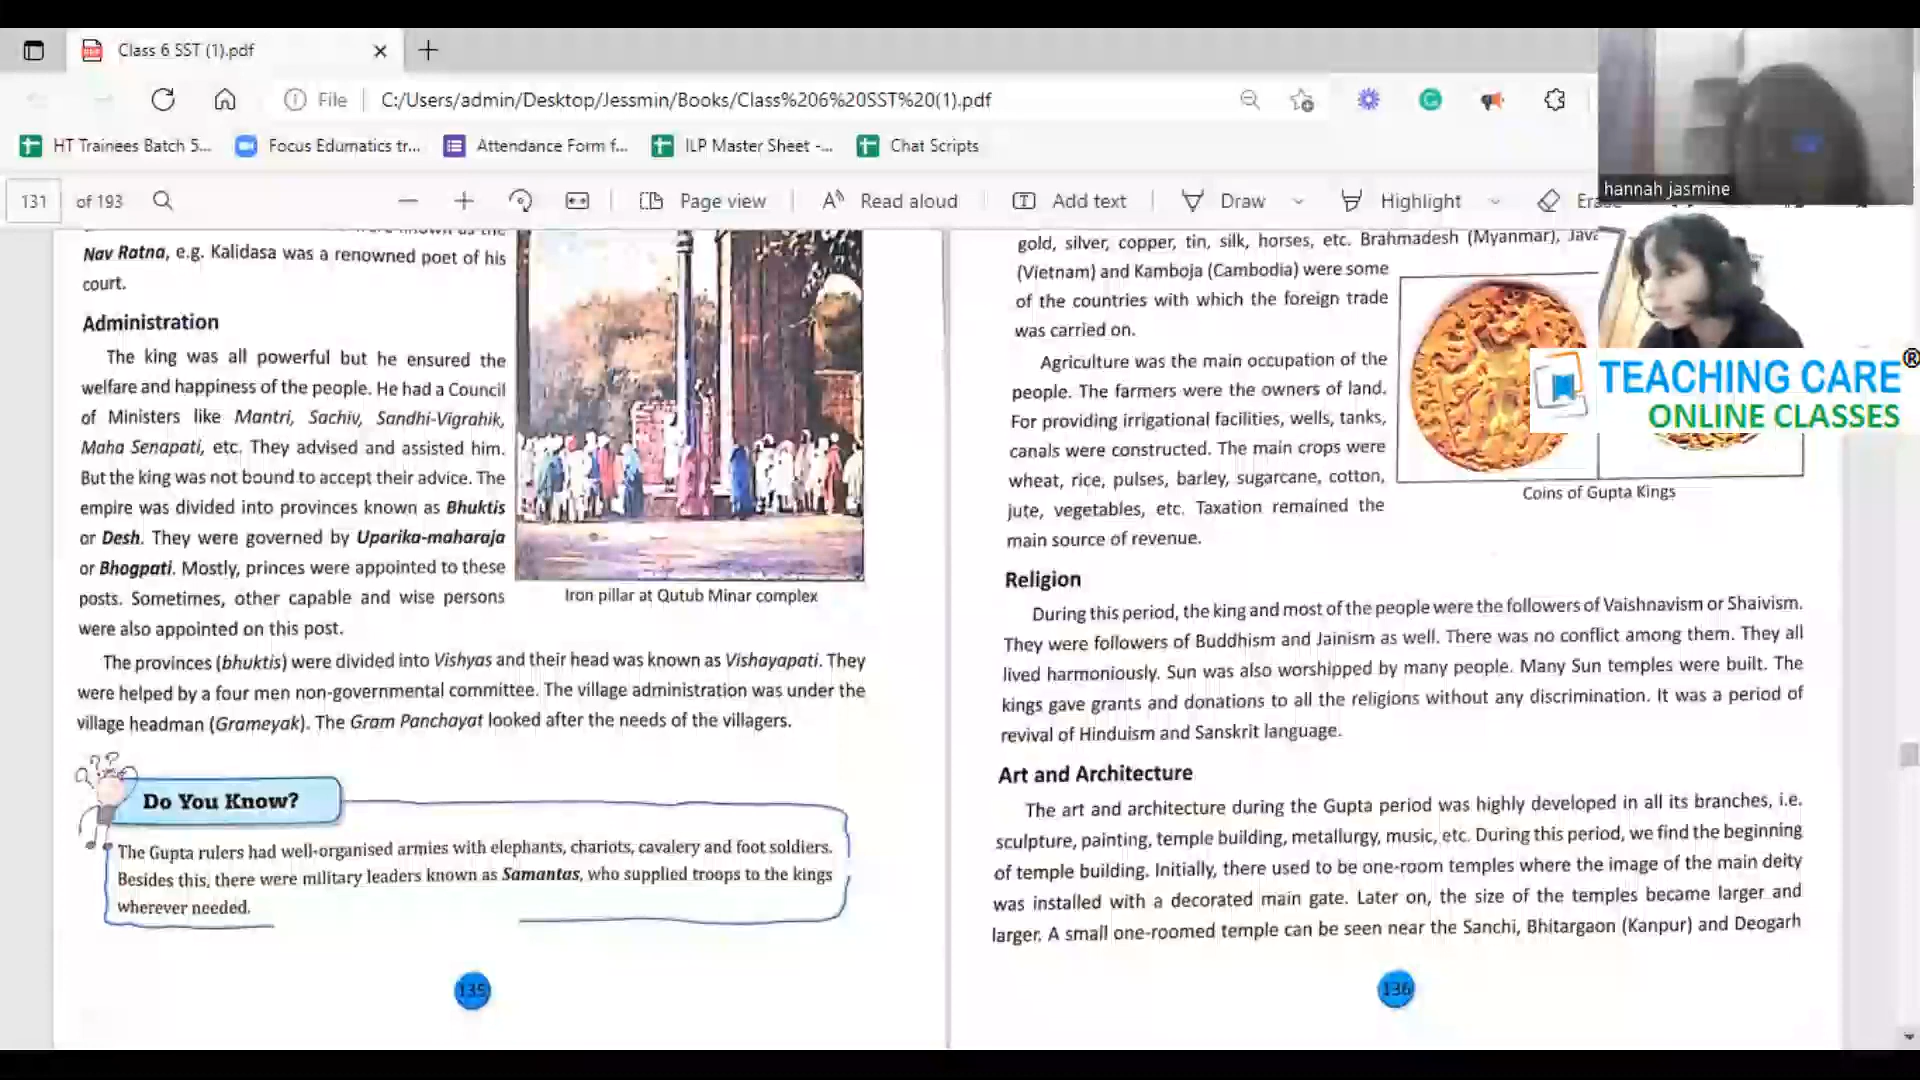 Class 6 SST (1).pdf
File
C:/Users/admin/Desktop/Jessmin/Books/Class%206%20SST%20(1).pdf
HT Trainees Batch 5...
Focus Edumatics tr...
Attendance Form f...
ILP Master Sheet -...
Chat Scripts
hannah jasmine
131 of 193
Page view
Read aloud
Add text
Draw
Highlight
TEACHING CARE®
ONLINE CLASSES
Nav Ratna, e.g. Kalidasa was a renowned poet of his
court.
Administration
The king was all powerful but he ensured the
welfare and happiness of the people. He had a Council
of Ministers like Mantri, Sachiv, Sandhi-Vigrahik,
Maha Senapati, etc. They advised and assisted him.
But the king was not bound to accept their advice. The
empire was divided into provinces known as Bhuktis
or Desh. They were governed by Uparika-maharaja
or Bhogpati. Mostly, princes were appointed to these
posts. Sometimes, other capable and wise persons
were also appointed on this post.
Iron pillar at Qutub Minar complex
The provinces (bhuktis) were divided into Vishyas and their head was known as Vishayapati. They
were helped by a four men non-governmental committee. The village administration was under the
village headman (Grameyak). The Gram Panchayat looked after the needs of the villagers.
???
Do You Know?
The Gupta rulers had well-organised armies with elephants, chariots, cavalery and foot soldiers.
Besides this, there were military leaders known as Samantas, who supplied troops to the kings
wherever needed.
135
gold, silver, copper, tin, silk, horses, etc. Brahmadesh (Myanmar), Java
(Vietnam) and Kamboja (Cambodia) were some
of the countries with which the foreign trade
was carried on.
Agriculture was the main occupation of the
people. The farmers were the owners of land.
For providing irrigational facilities, wells, tanks,
canals were constructed. The main crops were
wheat, rice, pulses, barley, sugarcane, cotton,
jute, vegetables, etc. Taxation remained the
main source of revenue.
Coins of Gupta Kings
Religion
During this period, the king and most of the people were the followers of Vaishnavism or Shaivism.
They were followers of Buddhism and Jainism as well. There was no conflict among them. They all
lived harmoniously. Sun was also worshipped by many people. Many Sun temples were built. The
kings gave grants and donations to all the religions without any discrimination. It was a period of
revival of Hinduism and Sanskrit language.
Art and Architecture
The art and architecture during the Gupta period was highly developed in all its branches, i.e.
sculpture, painting, temple building, metallurgy, music, etc. During this period, we find the beginning
of temple building. Initially, there used to be one-room temples where the image of the main deity
was installed with a decorated main gate. Later on, the size of the temples became larger and
larger. A small one-roomed temple can be seen near the Sanchi, Bhitargaon (Kanpur) and Deogarh
136